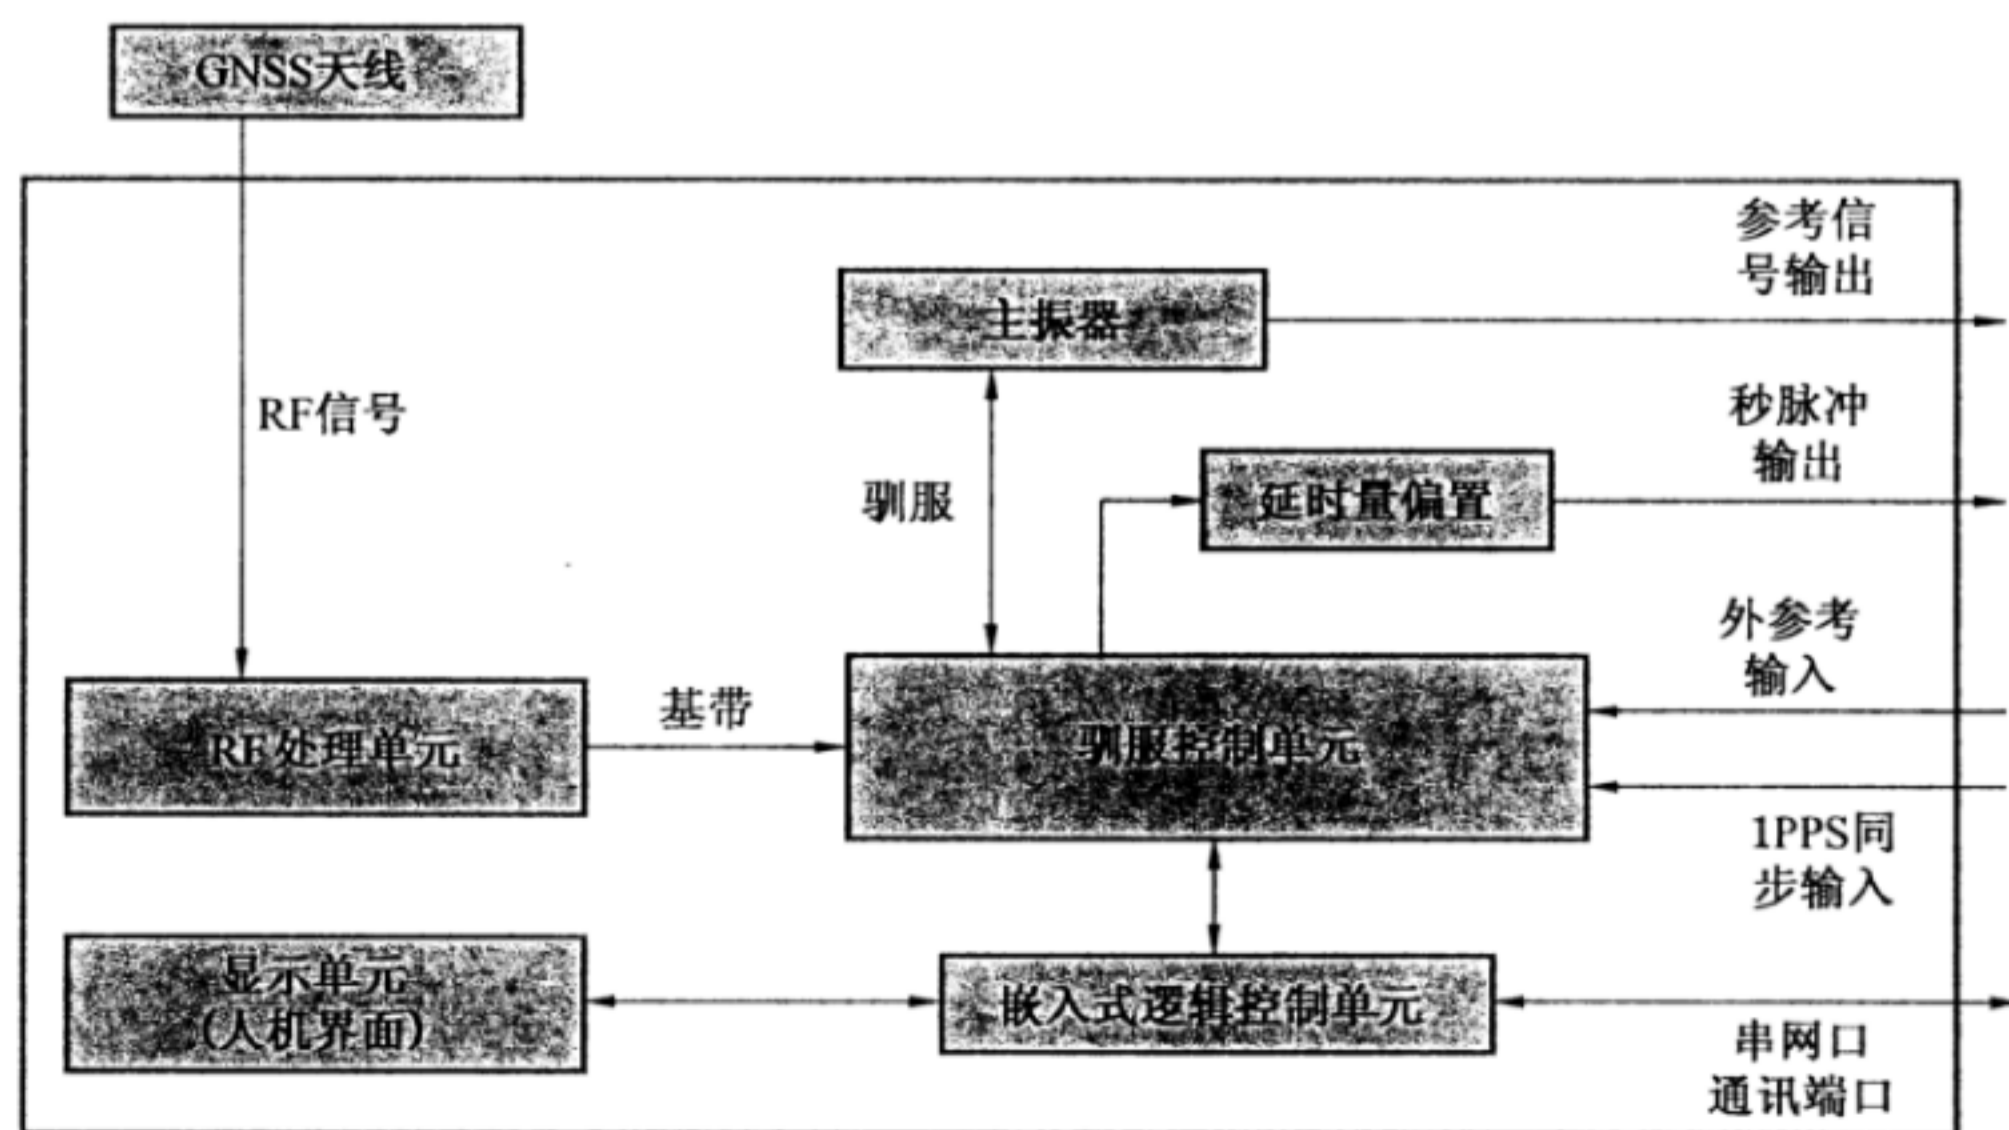 GNSS天线
参考信
号输出
主振器
秒脉冲
输出
RF信号
驯服
延时量偏置
外参考
输入
基带
RF处理单元
驯服控制单元
1PPS同
步输入
显示单元
(人机界面)
嵌入式逻辑控制单元
串网口
通讯端口